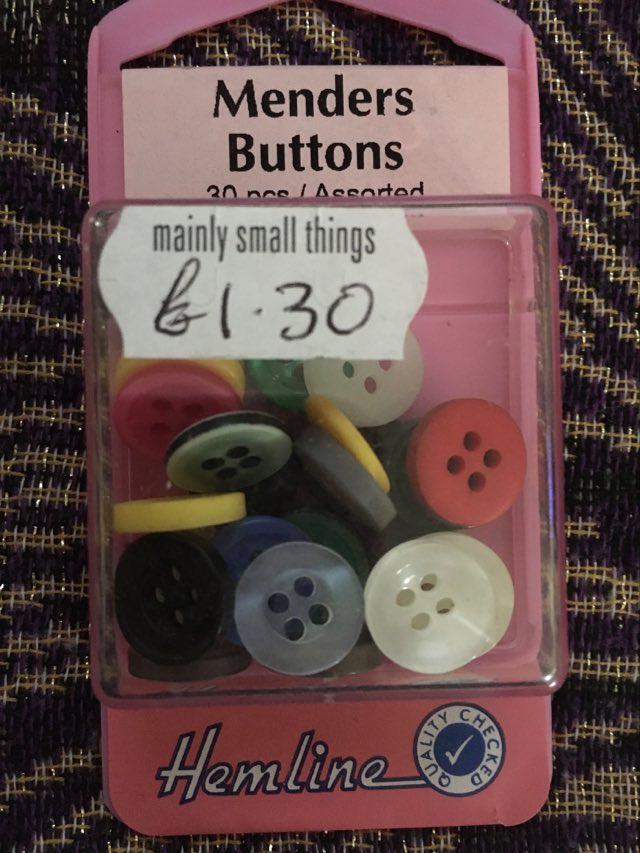 Menders
Buttons
30 pcs / Assorted
mainly small things
£1.30
Hemline
QUALITY CHECKED